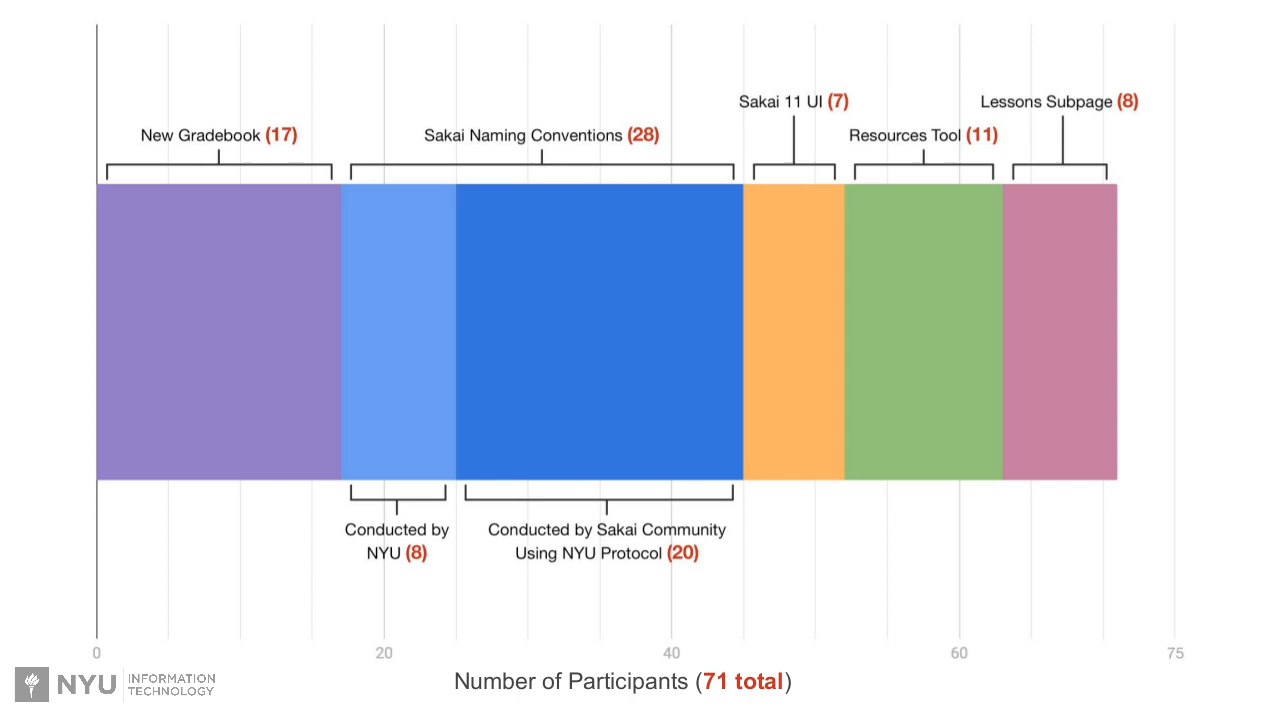 Sakai 11 UI (7)
Lessons Subpage (8)
New Gradebook (17)
Sakai Naming Conventions (28)
Resources Tool (11)
Conducted by
NYU (8)
Conducted by Sakai Community
Using NYU Protocol (20)
0
20
40
60
75
Number of Participants (71 total)
NYU
INFORMATION
TECHNOLOGY